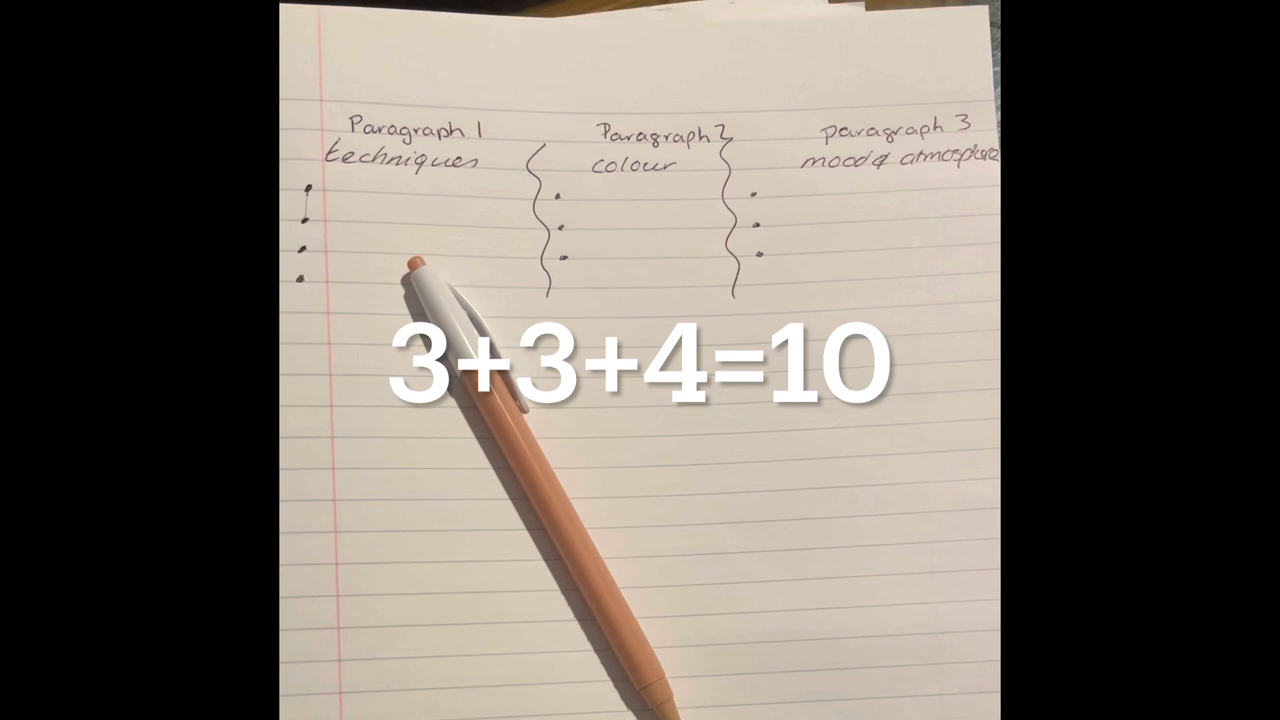 Paragraph 1
techniques
Paragraph 2
colour
paragraph 3
mood & atmosphere
3+3+4=10